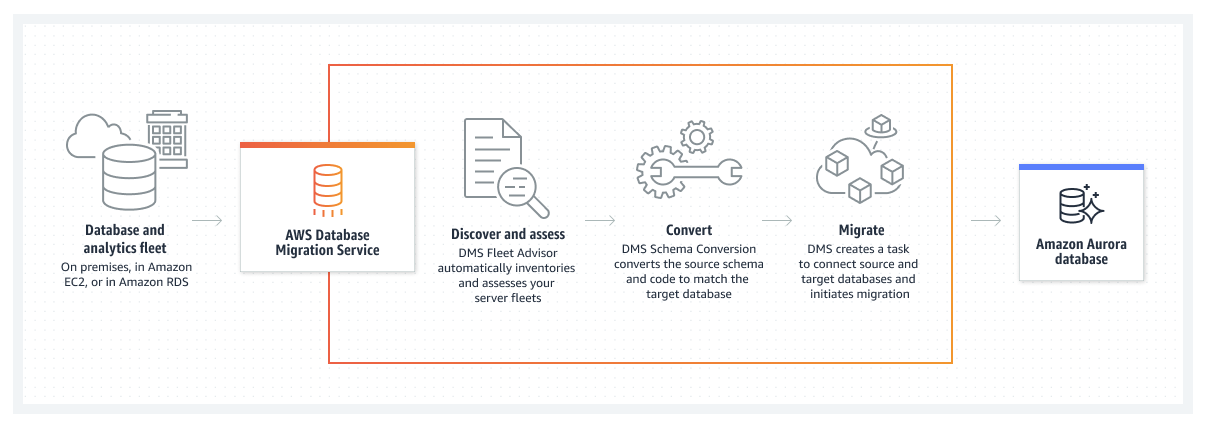 Database and
analytics fleet
On premises, in Amazon
EC2, or in Amazon RDS
AWS Database
Migration Service
Discover and assess
DMS Fleet Advisor
automatically inventories
and assesses your
server fleets
Convert
DMS Schema Conversion
converts the source schema
and code to match the
target database
Migrate
DMS creates a task
to connect source and
target databases and
initiates migration
Amazon Aurora
database